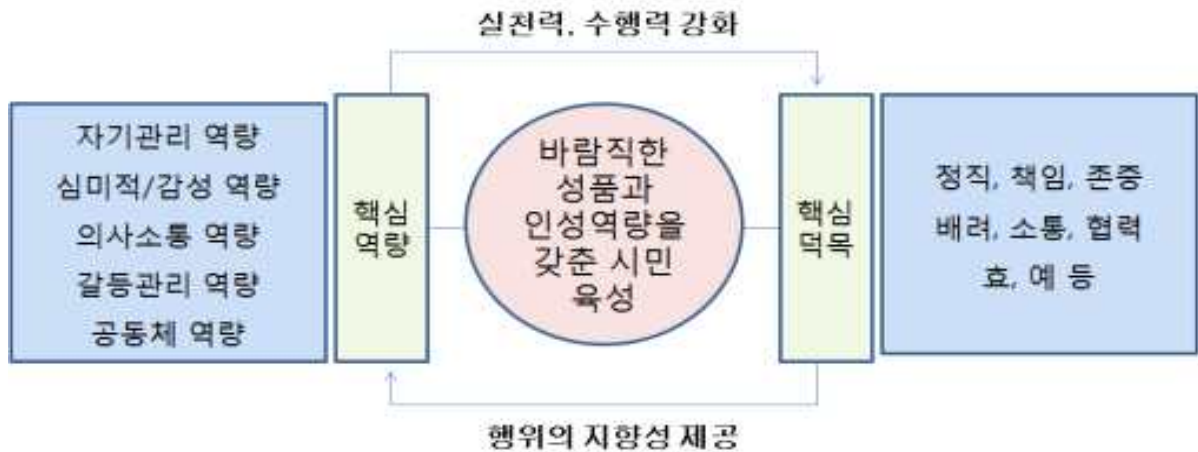 실천력, 수행력 강화
자기관리 역량
심미적/감성 역량
의사소통 역량
갈등관리 역량
공동체 역량
핵심
역량
바람직한
성품과
인성역량을
갖춘 시민
육성
핵심
덕목
정직, 책임, 존중
배려, 소통, 협력
효, 예 등
행위의 지향성 제공